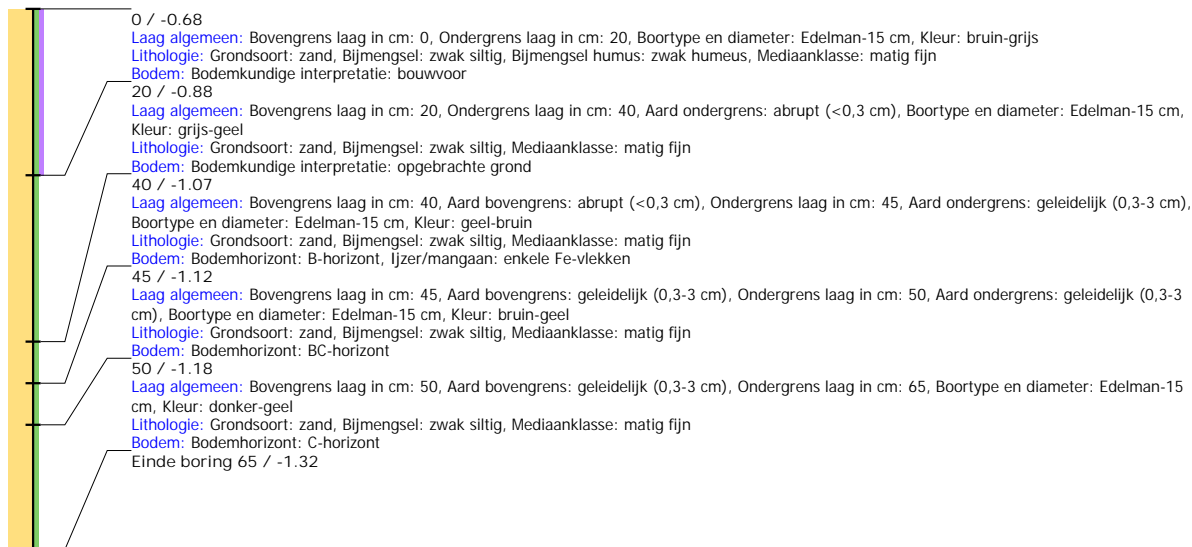 0 / -0.68
Laag algemeen: Bovengrens laag in cm: 0, Ondergrens laag in cm: 20, Boortype en diameter: Edelman-15 cm, Kleur: bruin-grijs
Lithologie: Grondsoort: zand, Bijmengsel: zwak siltig, Bijmengsel humus: zwak humeus, Mediaanklasse: matig fijn
Bodem: Bodemkundige interpretatie: bouwvoor
20 / -0.88
Laag algemeen: Bovengrens laag in cm: 20, Ondergrens laag in cm: 40, Aard ondergrens: abrupt (<0,3 cm), Boortype en diameter: Edelman-15 cm,
Kleur: grijs-geel
Lithologie: Grondsoort: zand, Bijmengsel: zwak siltig, Mediaanklasse: matig fijn
Bodem: Bodemkundige interpretatie: opgebrachte grond
40 / -1.07
Laag algemeen: Bovengrens laag in cm: 40, Aard bovengrens: abrupt (<0,3 cm), Ondergrens laag in cm: 45, Aard ondergrens: geleidelijk (0,3-3 cm),
Boortype en diameter: Edelman-15 cm, Kleur: geel-bruin
Lithologie: Grondsoort: zand, Bijmengsel: zwak siltig, Mediaanklasse: matig fijn
Bodem: Bodemhorizont: B-horizont, Ijzer/mangaan: enkele Fe-vlekken
45 / -1.12
Laag algemeen: Bovengrens laag in cm: 45, Aard bovengrens: geleidelijk (0,3-3 cm), Ondergrens laag in cm: 50, Aard ondergrens: geleidelijk (0,3-3
cm), Boortype en diameter: Edelman-15 cm, Kleur: bruin-geel
Lithologie: Grondsoort: zand, Bijmengsel: zwak siltig, Mediaanklasse: matig fijn
Bodem: Bodemhorizont: BC-horizont
50 / -1.18
Laag algemeen: Bovengrens laag in cm: 50, Aard bovengrens: geleidelijk (0,3-3 cm), Ondergrens laag in cm: 65, Boortype en diameter: Edelman-15
cm, Kleur: donker-geel
Lithologie: Grondsoort: zand, Bijmengsel: zwak siltig, Mediaanklasse: matig fijn
Bodem: Bodemhorizont: C-horizont
Einde boring 65 / -1.32